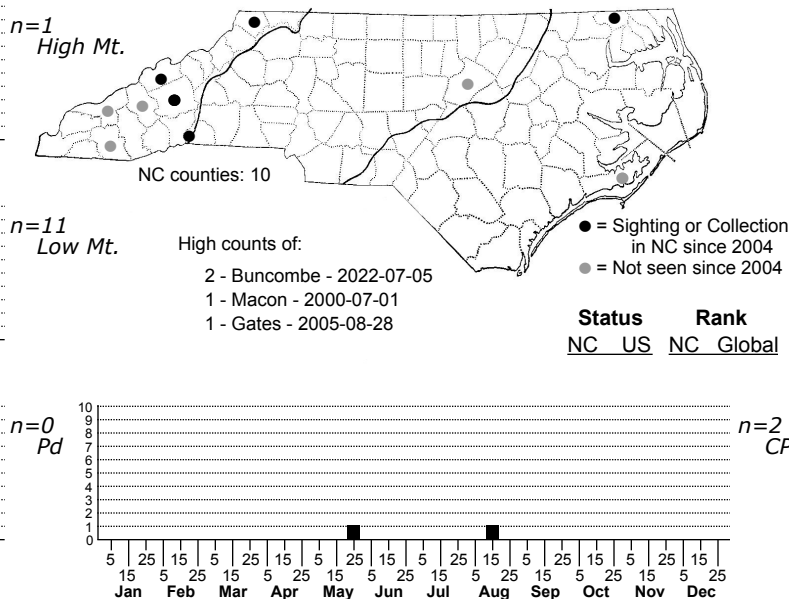 n=1
High Mt.
NC counties: 10
n=11
Low Mt.
High counts of:
2 - Buncombe - 2022-07-05
1 - Macon - 2000-07-01
1 - Gates - 2005-08-28
● = Sighting or Collection
in NC since 2004
● = Not seen since 2004
Status Rank
NC US NC Global
n=0
Pd
n=2
CP
10
9
8
7
6
5
4
3
2
1
0
5 25 15 5 25 15 5 25 15 5 25 15 5 25 15 5 25 15
15 5 25 15 5 25 15 5 25 15 5 25 15 5 25 15 5 25
Jan Feb Mar Apr May Jun Jul Aug Sep Oct Nov Dec